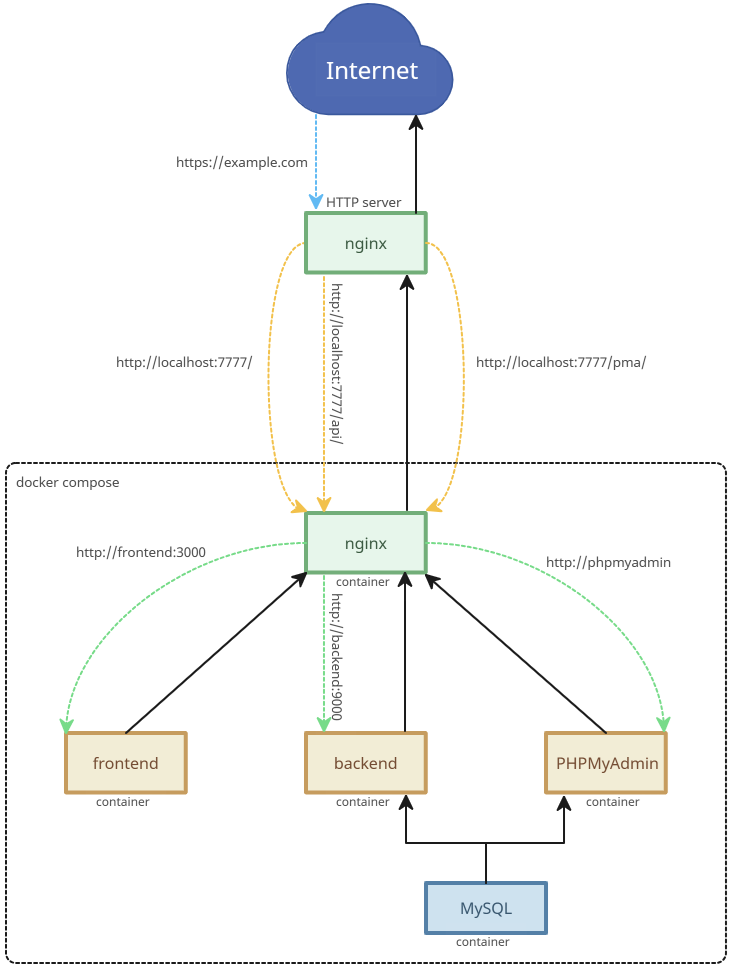 Internet
https://example.com
HTTP server
nginx
http://localhost:7777/
http://localhost:7777/api/
http://localhost:7777/pma/
docker compose
nginx
container
http://frontend:3000
http://backend:9000
http://phpmyadmin
frontend
container
backend
container
PHPMyAdmin
container
MySQL
container